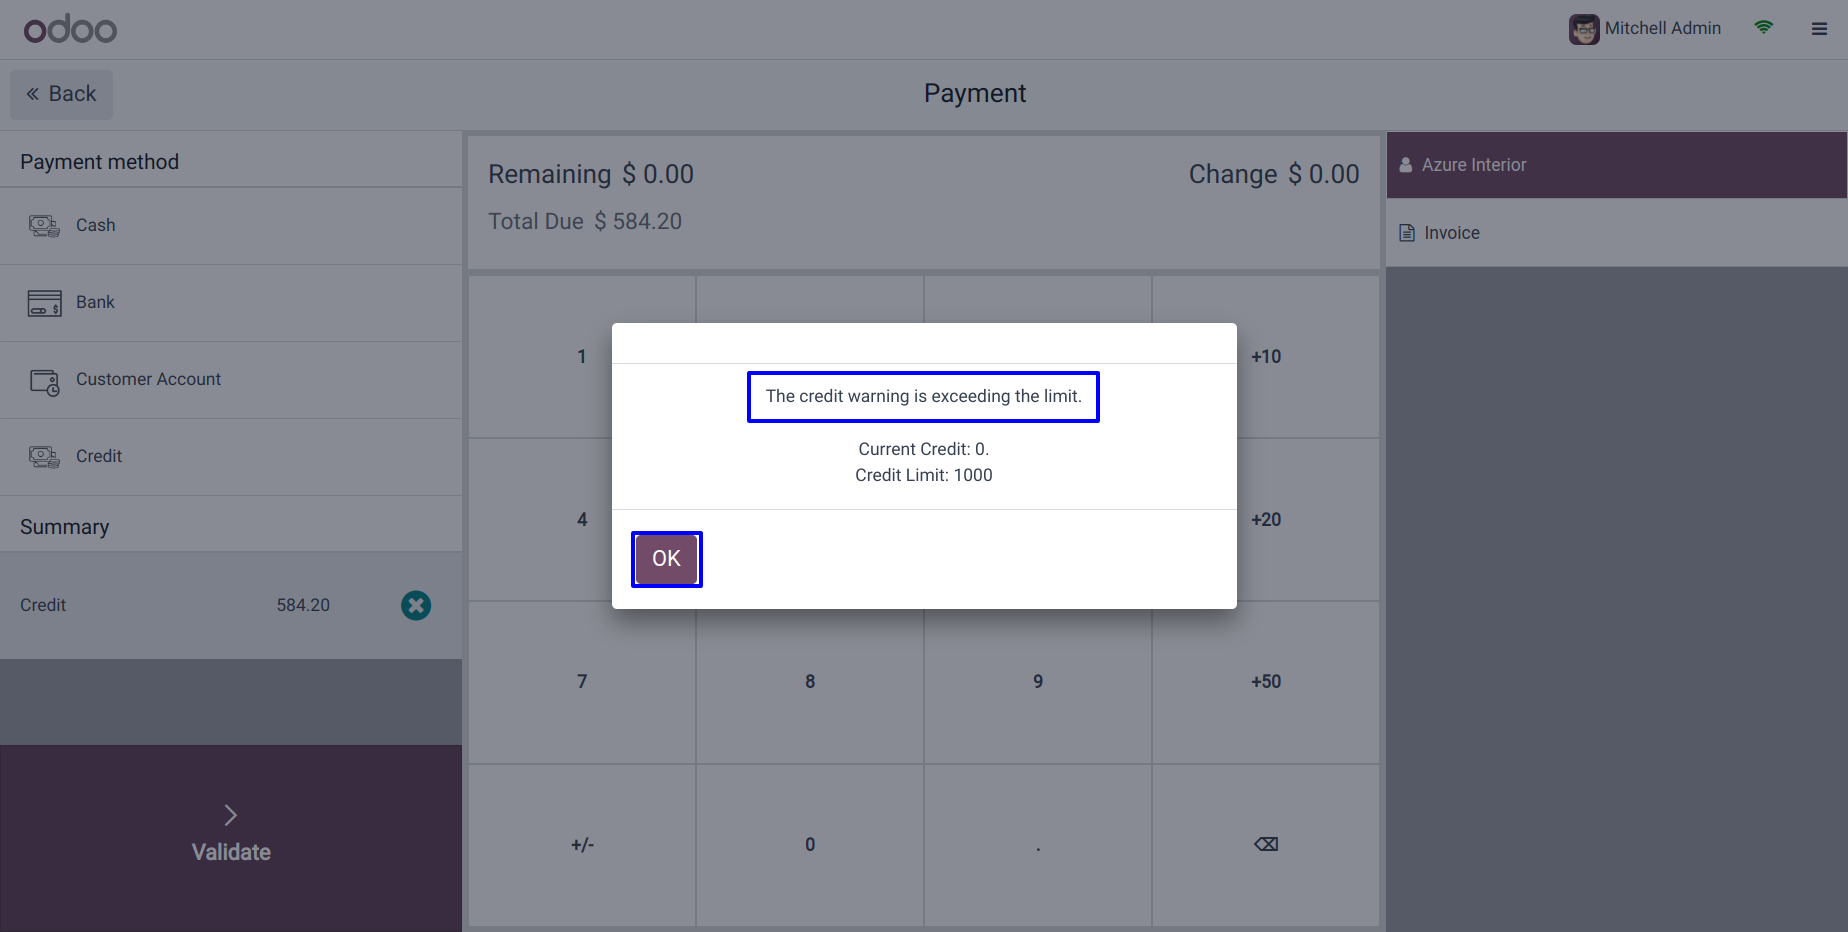 odoo
Mitchell Admin
Back
Payment
Payment method
Cash
Bank
Customer Account
Credit
Summary
Credit 584.20
Validate
Remaining $ 0.00
Change $ 0.00
Total Due $ 584.20
1 +10
The credit warning is exceeding the limit.
Current Credit: 0.
Credit Limit: 1000
OK
4 +20
7 8 9 +50
+/- 0 .
Azure Interior
Invoice